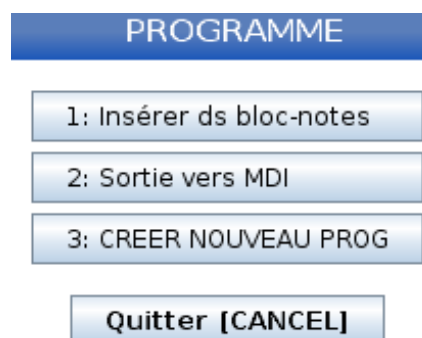 PROGRAMME
1: Insérer ds bloc-notes
2: Sortie vers MDI
3: CREER NOUVEAU PROG
Quitter [CANCEL]